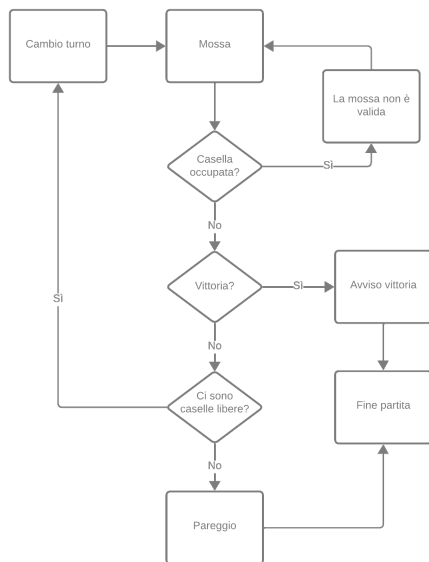 Cambio turno
Mossa
La mossa non è
valida
Casella
occupata?
Sì
No
Vittoria?
Sì
Avviso vittoria
Sì
No
Ci sono
caselle libere?
Fine partita
No
Pareggio